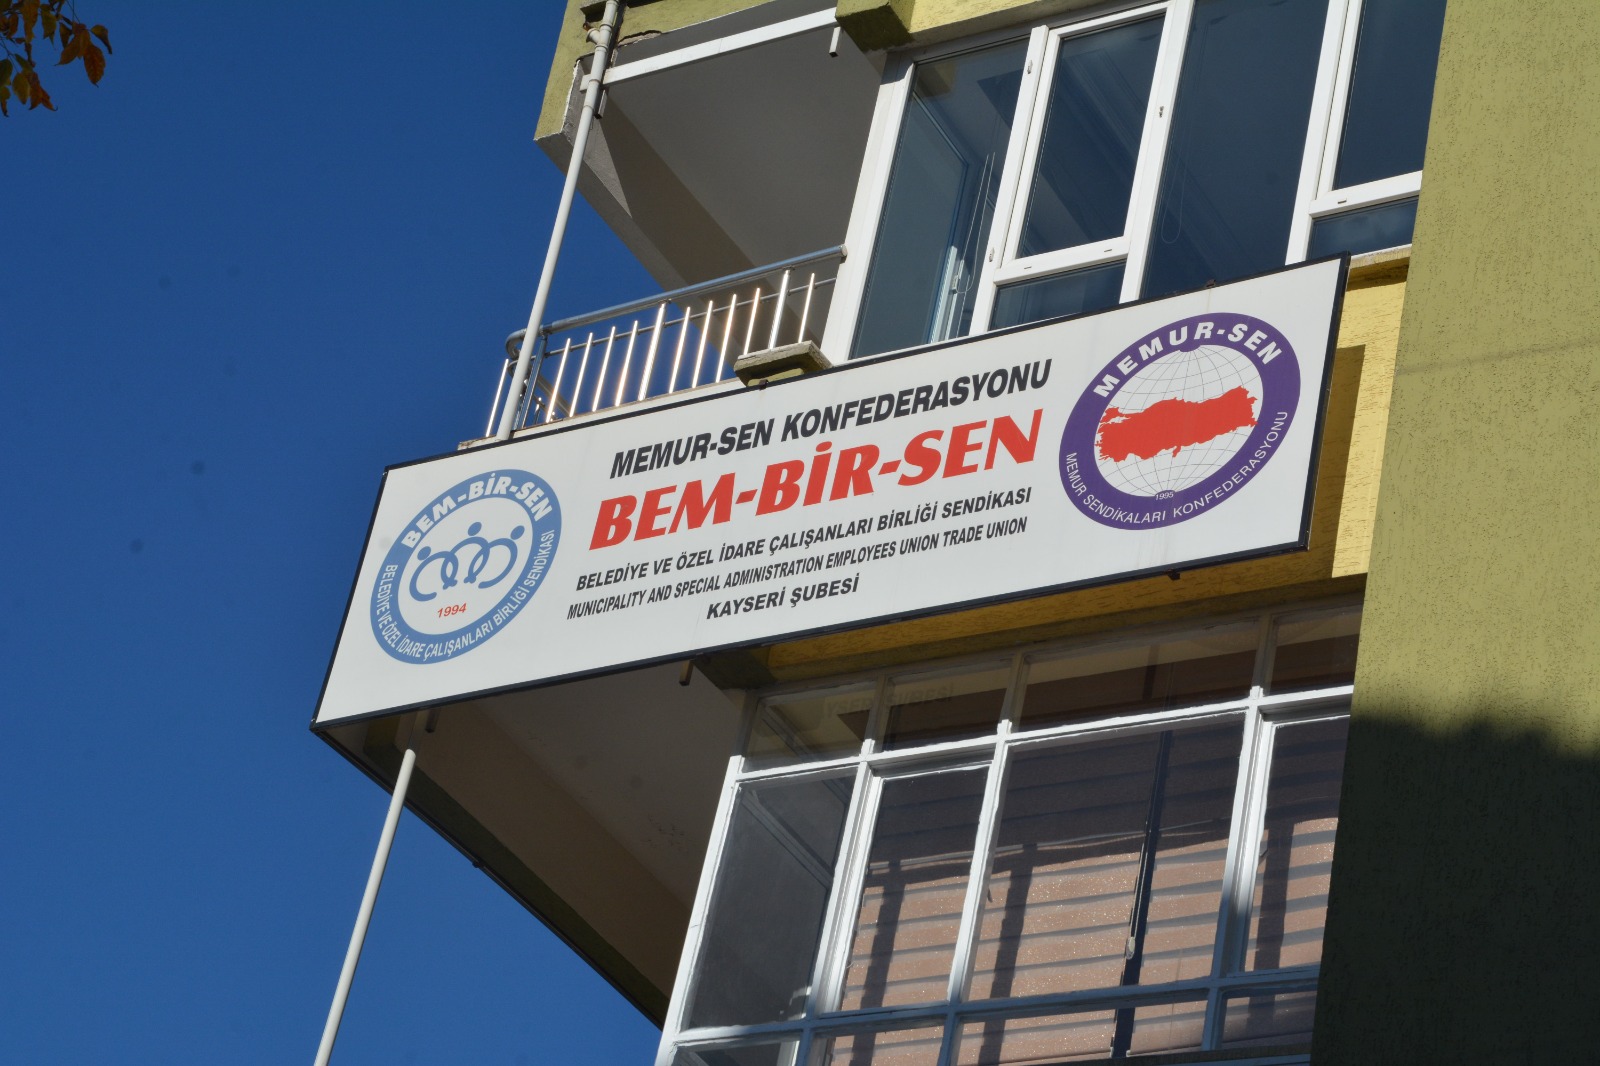 MEMUR-SEN KONFEDERASYONU
BEM-BİR-SEN
BELEDİYE VE ÖZEL İDARE ÇALIŞANLARI BİRLİĞİ SENDİKASI
MUNICIPALITY AND SPECIAL ADMINISTRATION EMPLOYEES UNION TRADE UNION
KAYSERİ ŞUBESİ
BEM-BİR-SEN
1994
BELEDİYE VE ÖZEL İDARE ÇALIŞANLARI BİRLİĞİ SENDİKASI
MEMUR-SEN
1995
MEMUR SENDİKALARI KONFEDERASYONU